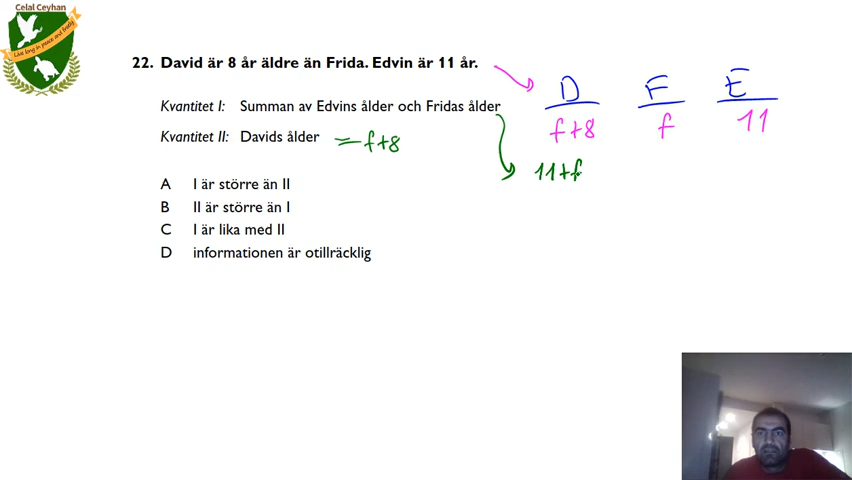 Celal Ceyhan
Live long in peace and freely
22. David är 8 år äldre än Frida. Edvin är 11 år.
Kvantitet I: Summan av Edvins ålder och Fridas ålder
Kvantitet II: Davids ålder = f+8
A I är större än II
B II är större än I
C I är lika med II
D informationen är otillräcklig
D F E
f+8 f 11
11+f